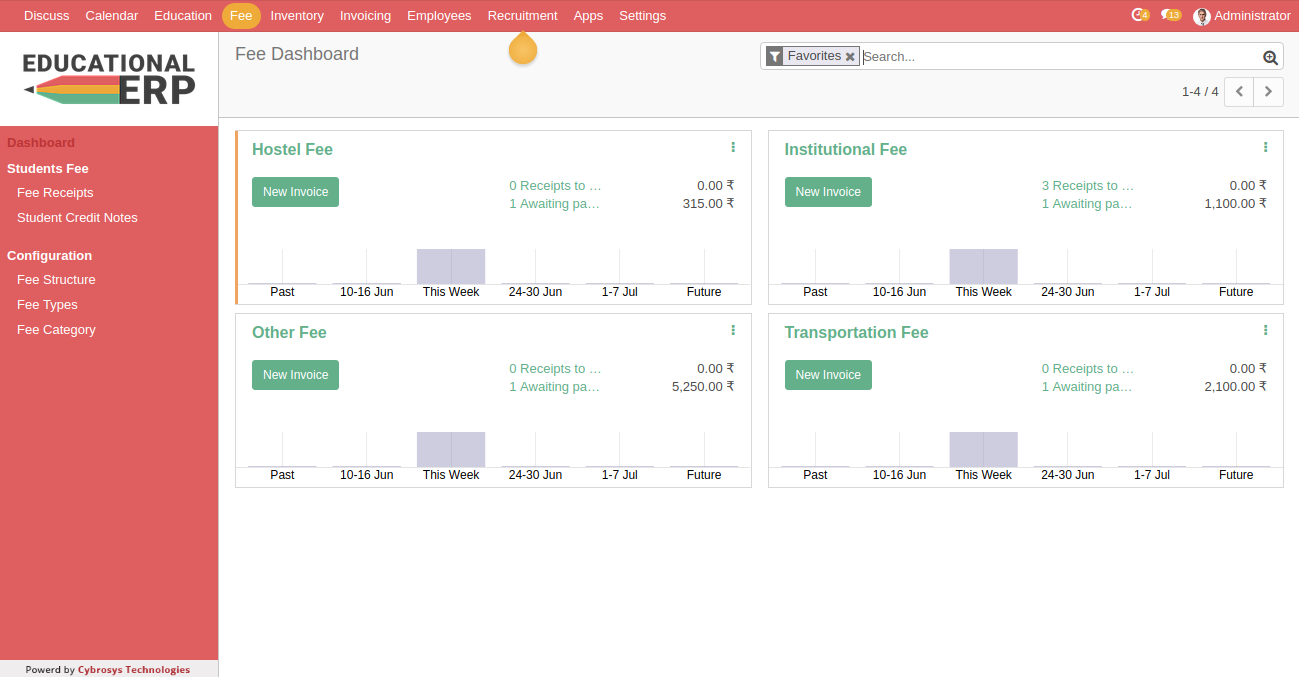 Discuss Calendar Education Fee Inventory Invoicing Employees Recruitment Apps Settings 4 13 Administrator
EDUCATIONAL
ERP
Fee Dashboard
Favorites Search...
1-4 / 4
Dashboard
Students Fee
Fee Receipts
Student Credit Notes
Configuration
Fee Structure
Fee Types
Fee Category
Powerd by Cybrosys Technologies
Hostel Fee
New Invoice
0 Receipts to ... 0.00 ₹
1 Awaiting pa... 315.00 ₹
Past 10-16 Jun This Week 24-30 Jun 1-7 Jul Future
Institutional Fee
New Invoice
3 Receipts to ... 0.00 ₹
1 Awaiting pa... 1,100.00 ₹
Past 10-16 Jun This Week 24-30 Jun 1-7 Jul Future
Other Fee
New Invoice
0 Receipts to ... 0.00 ₹
1 Awaiting pa... 5,250.00 ₹
Past 10-16 Jun This Week 24-30 Jun 1-7 Jul Future
Transportation Fee
New Invoice
0 Receipts to ... 0.00 ₹
1 Awaiting pa... 2,100.00 ₹
Past 10-16 Jun This Week 24-30 Jun 1-7 Jul Future